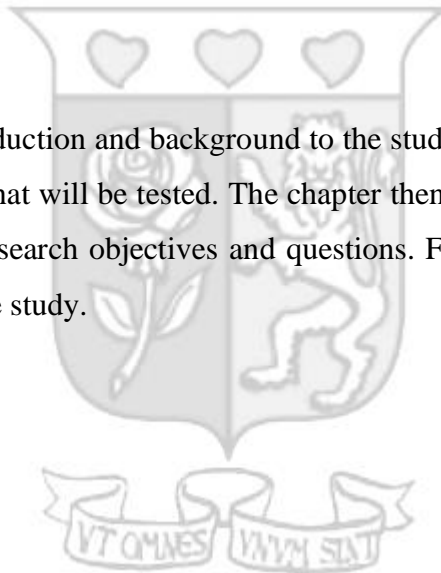 duction and background to the stud
hat will be tested. The chapter then
search objectives and questions. F
e study.
VT OMNES VNVM SINT